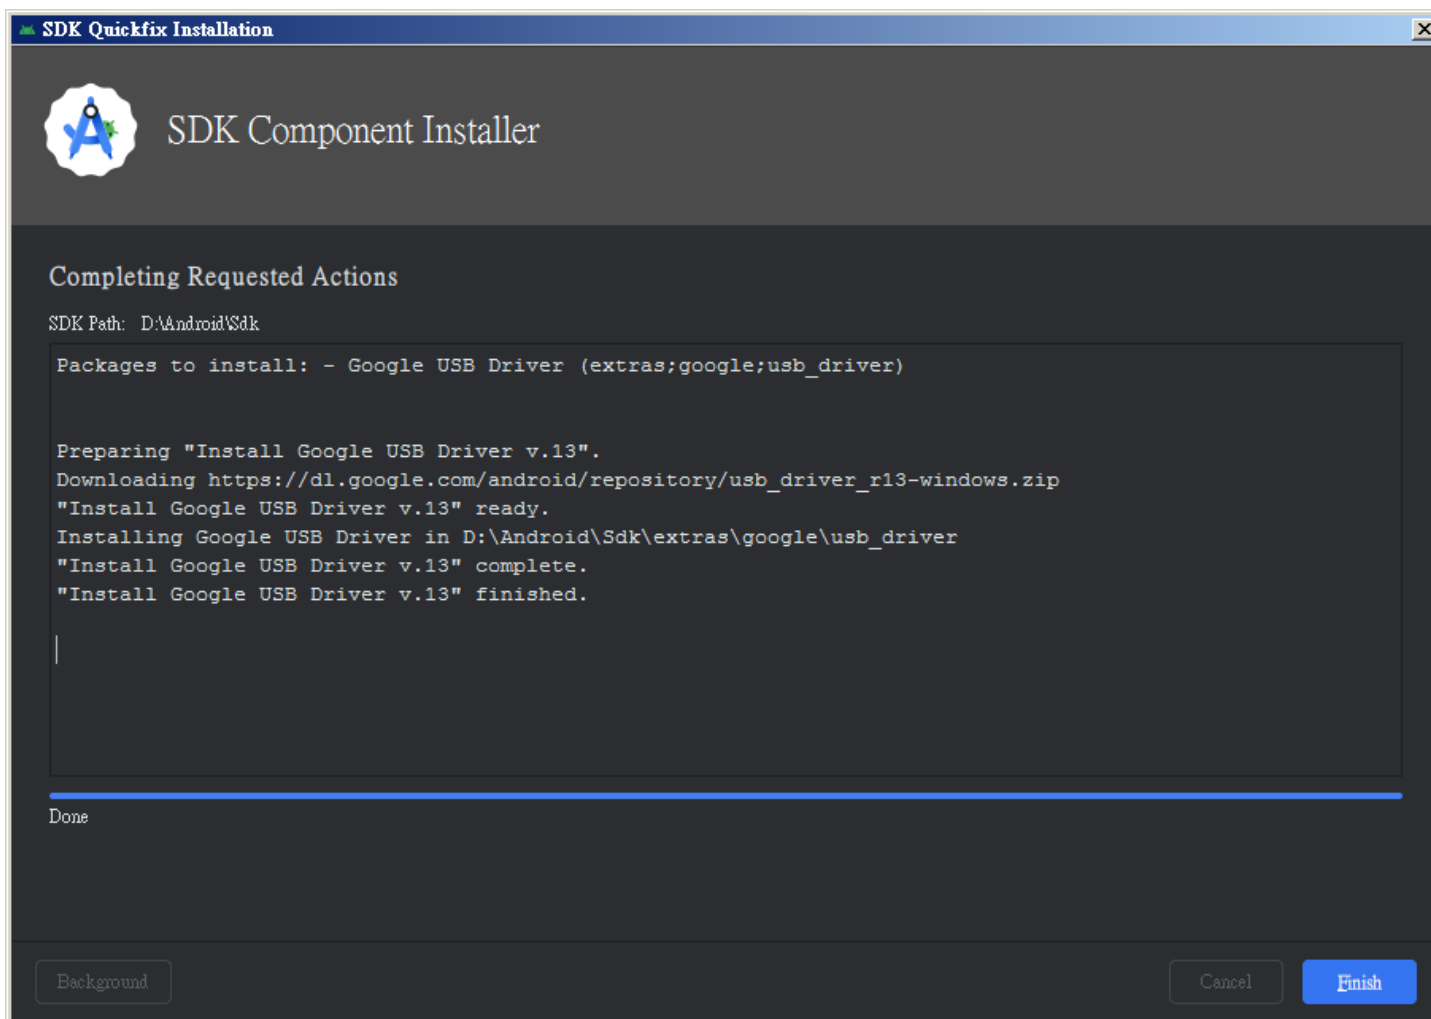 SDK Quickfix Installation
SDK Component Installer
Completing Requested Actions
SDK Path: D:\Android\Sdk
Packages to install: - Google USB Driver (extras;google;usb_driver)
Preparing "Install Google USB Driver v.13".
Downloading https://dl.google.com/android/repository/usb_driver_r13-windows.zip
"Install Google USB Driver v.13" ready.
Installing Google USB Driver in D:\Android\Sdk\extras\google\usb_driver
"Install Google USB Driver v.13" complete.
"Install Google USB Driver v.13" finished.
Done
Background
Cancel
Finish